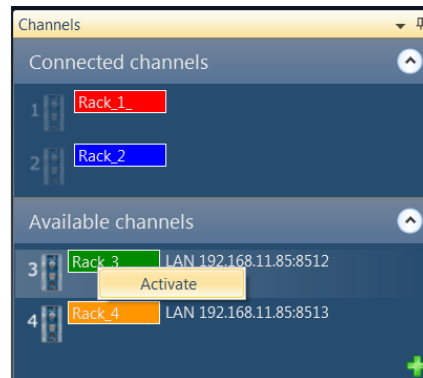 Channels
Connected channels
1 Rack_1_
2 Rack_2
Available channels
3 Rack_3 LAN 192.168.11.85:8512
Activate
4 Rack_4 LAN 192.168.11.85:8513